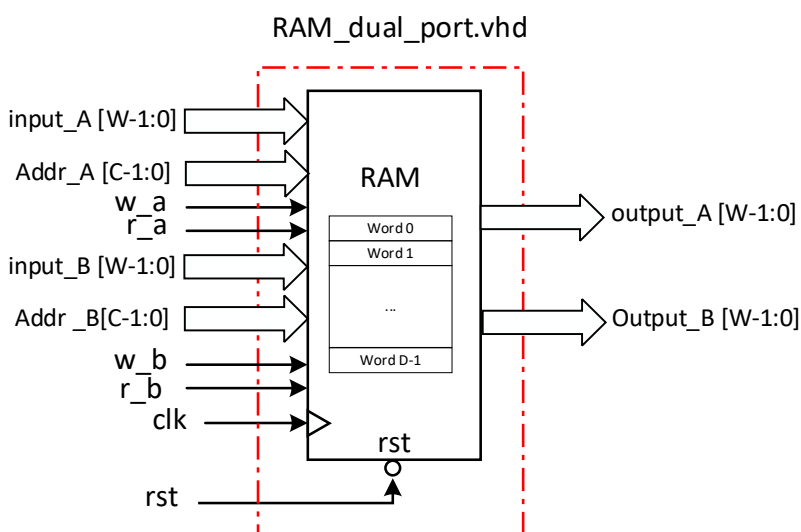 RAM_dual_port.vhd
input_A [W-1:0]
Addr_A [C-1:0]
w_a
r_a
input_B [W-1:0]
Addr _B[C-1:0]
w_b
r_b
clk
rst
RAM
Word 0
Word 1
...
Word D-1
rst
output_A [W-1:0]
Output_B [W-1:0]